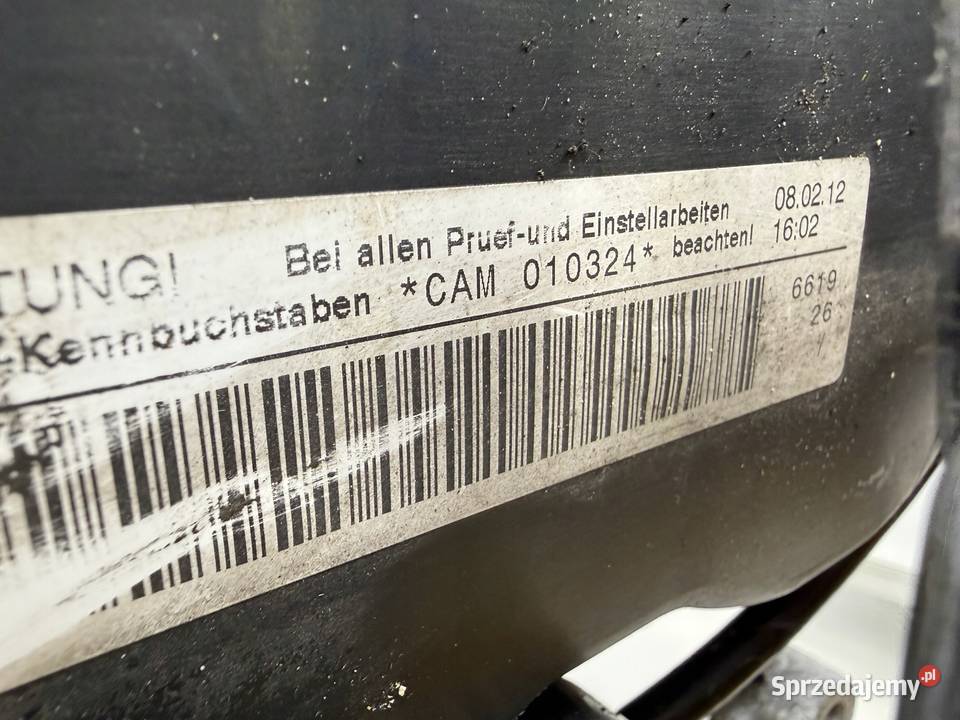 TUNG! Bei allen Pruef-und Einstellarbeiten 08.02.12
-Kennbuchstaben *CAM 010324* beachten! 16:02
6619
26
Sprzedajemy.pl